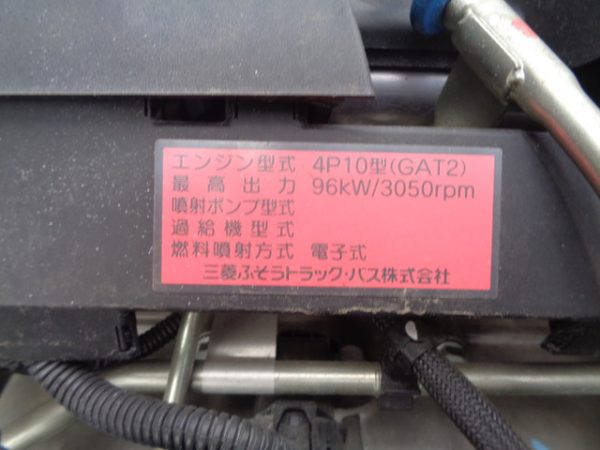 エンジン型式 4P10型(GAT2)
最高出力 96kW/3050rpm
噴射ポンプ型式
過給機型式
燃料噴射方式 電子式
三菱ふそうトラック・バス株式会社